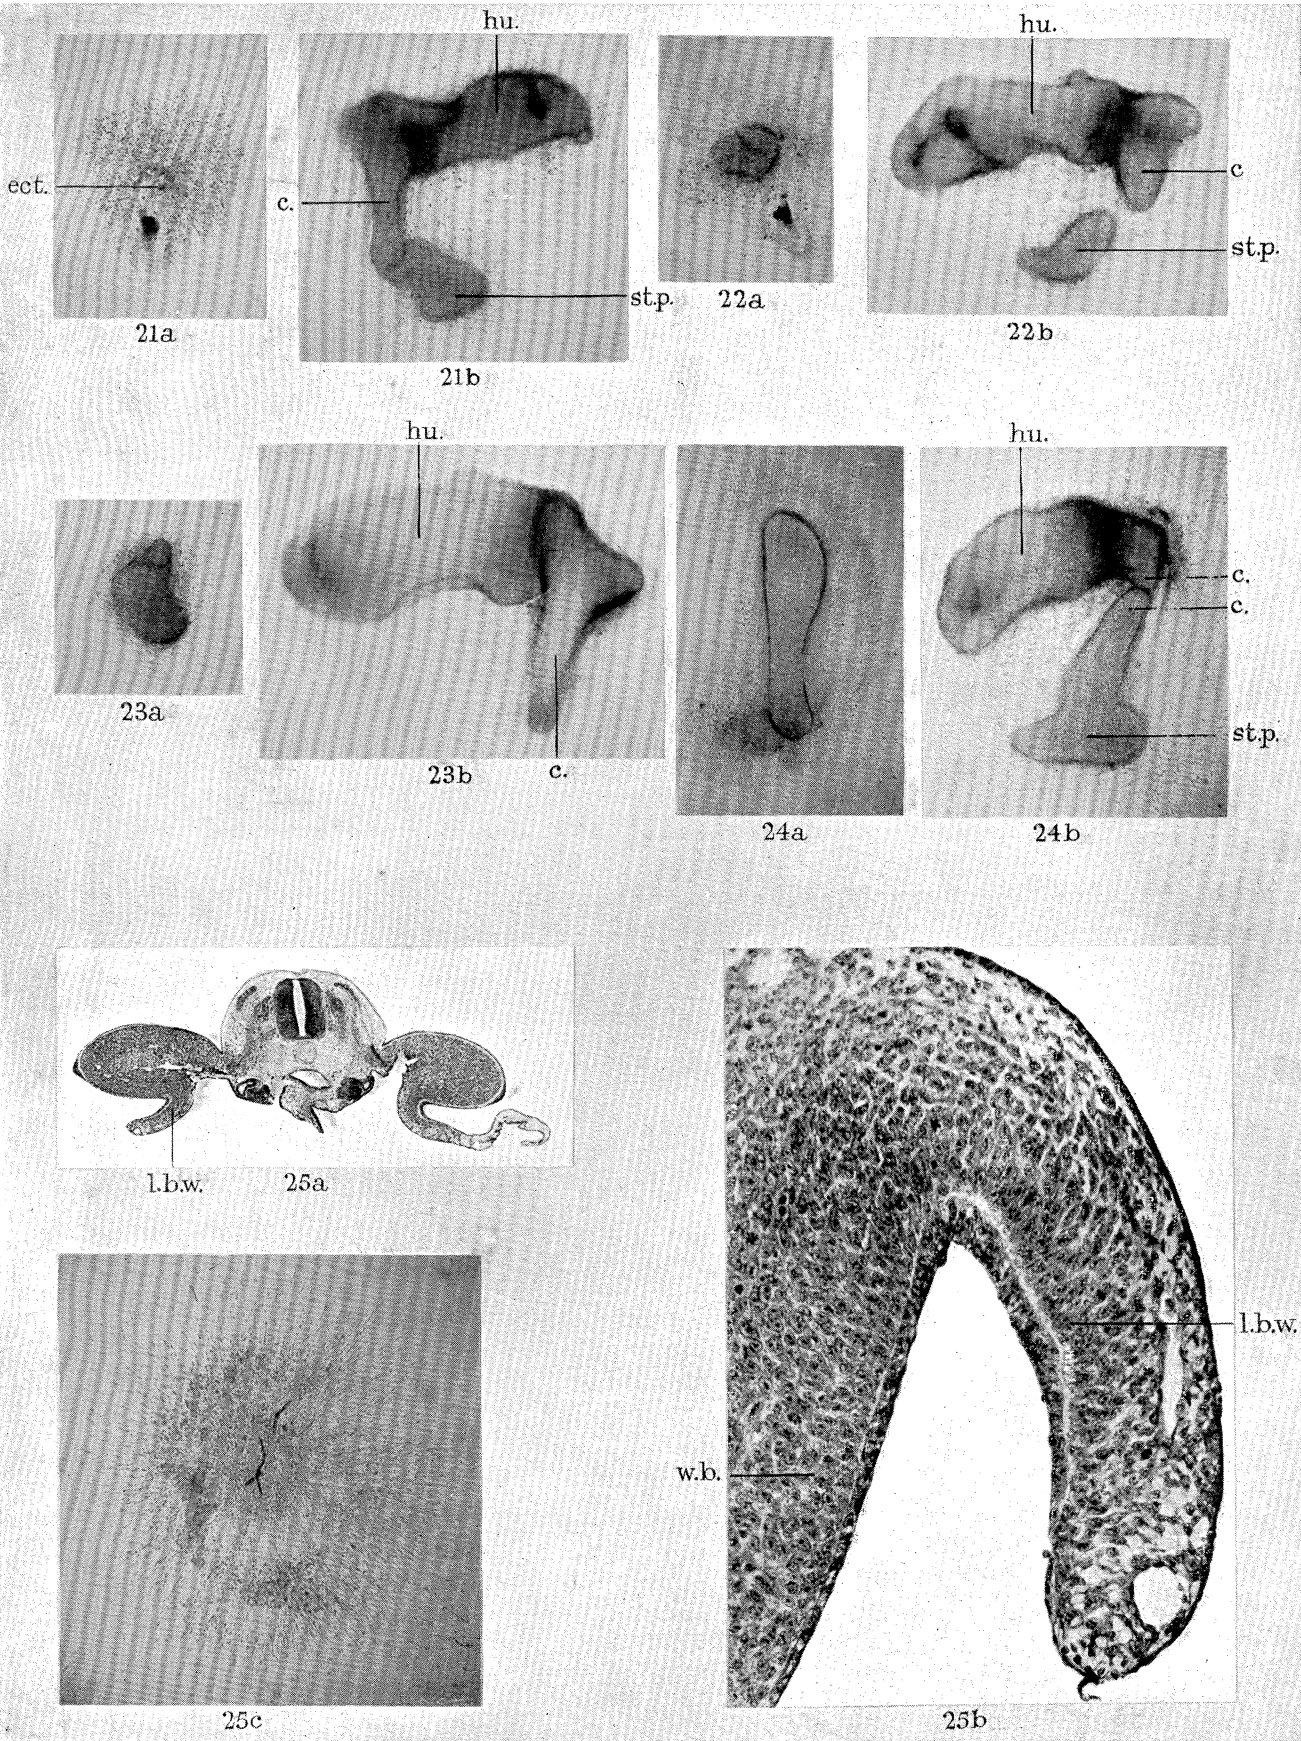 hu.
hu.
ect.
c.
c
st.p.
st.p.
21a
21b
22a
22b
hu.
hu.
c.
c.
st.p.
23a
23b
c.
24a
24b
l.b.w.
25a
l.b.w.
w.b.
25c
25b